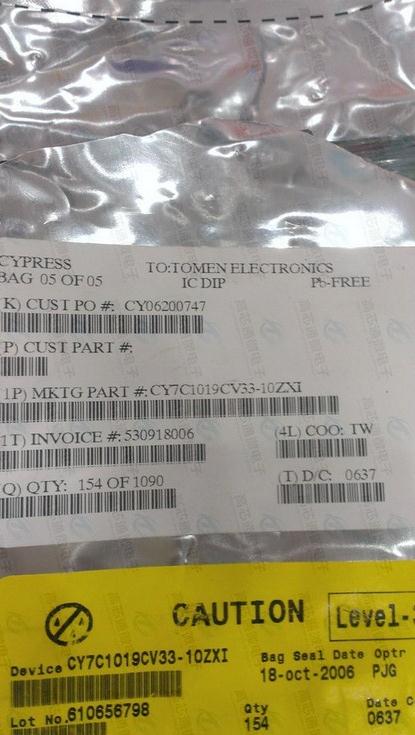 CYPRESS TO:TOMEN ELECTRONICS
BAG 05 OF 05 IC DIP Pb-FREE
K) CUST PO #: CY06200747
(P) CUST PART #:
1P) MKTG PART #:CY7C1019CV33-10ZXI
1T) INVOICE #:530918006 (4L) COO: TW
Q) QTY: 154 OF 1090 (T) D/C: 0637
CAUTION Level-
Device CY7C1019CV33-10ZXI Bag Seal Date Optr
18-oct-2006 PJG
Lot No.610656798 Qty Date C
154 0637